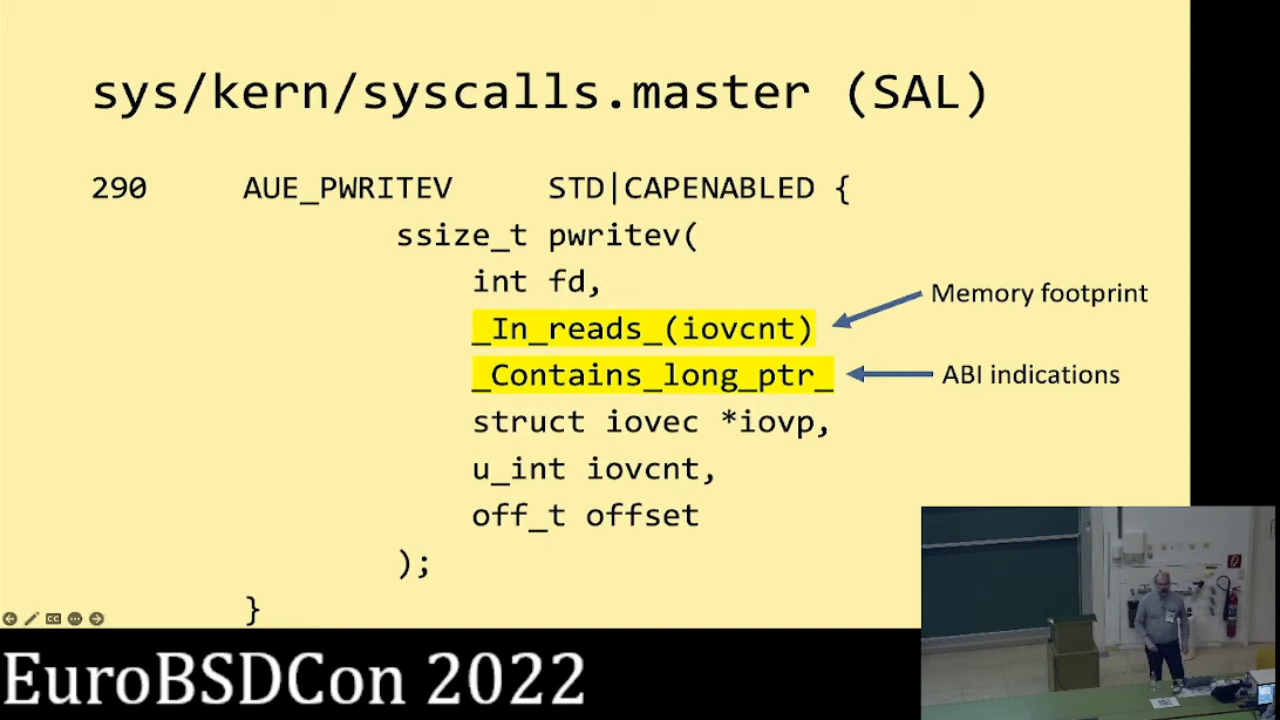 sys/kern/syscalls.master (SAL)
290 AUE_PWRITEV STD|CAPENABLED {
ssize_t pwritev(
int fd,
_In_reads_(iovcnt)
_Contains_long_ptr_
struct iovec *iovp,
u_int iovcnt,
off_t offset
);
}
Memory footprint
ABI indications
CC
EuroBSDCon 2022